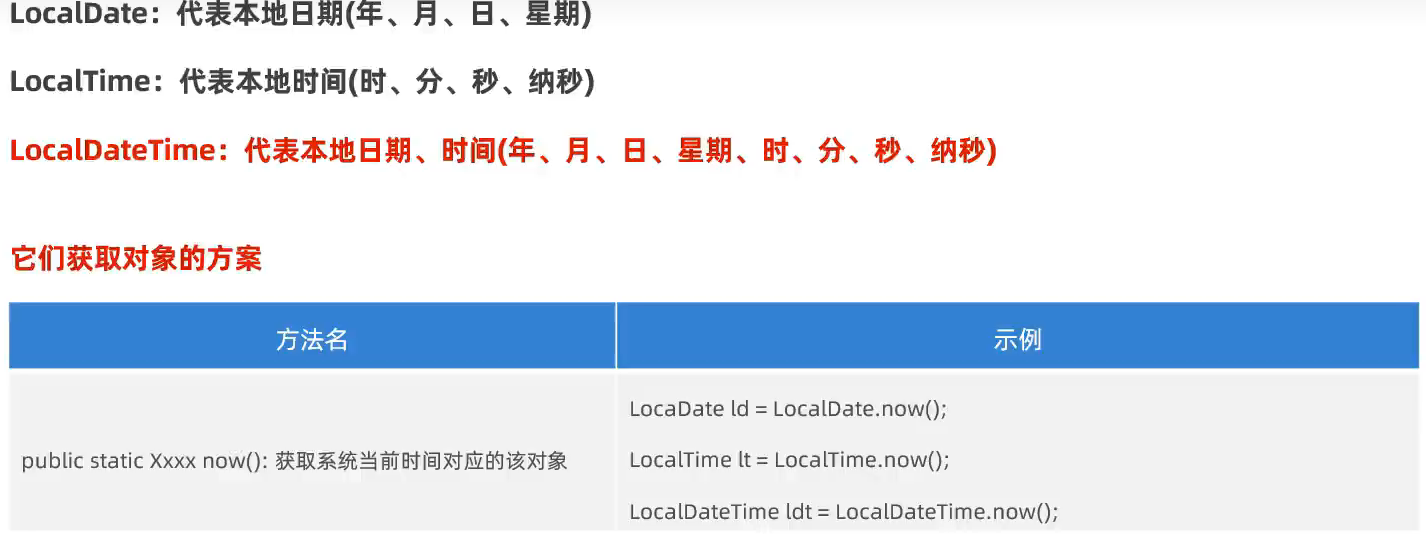 LocalDate：代表本地日期(年、月、日、星期)
LocalTime：代表本地时间(时、分、秒、纳秒)
LocalDateTime：代表本地日期、时间(年、月、日、星期、时、分、秒、纳秒)
它们获取对象的方案
方法名
示例
public static Xxxx now(): 获取系统当前时间对应的该对象
LocaDate ld = LocalDate.now();
LocalTime lt = LocalTime.now();
LocalDateTime ldt = LocalDateTime.now();